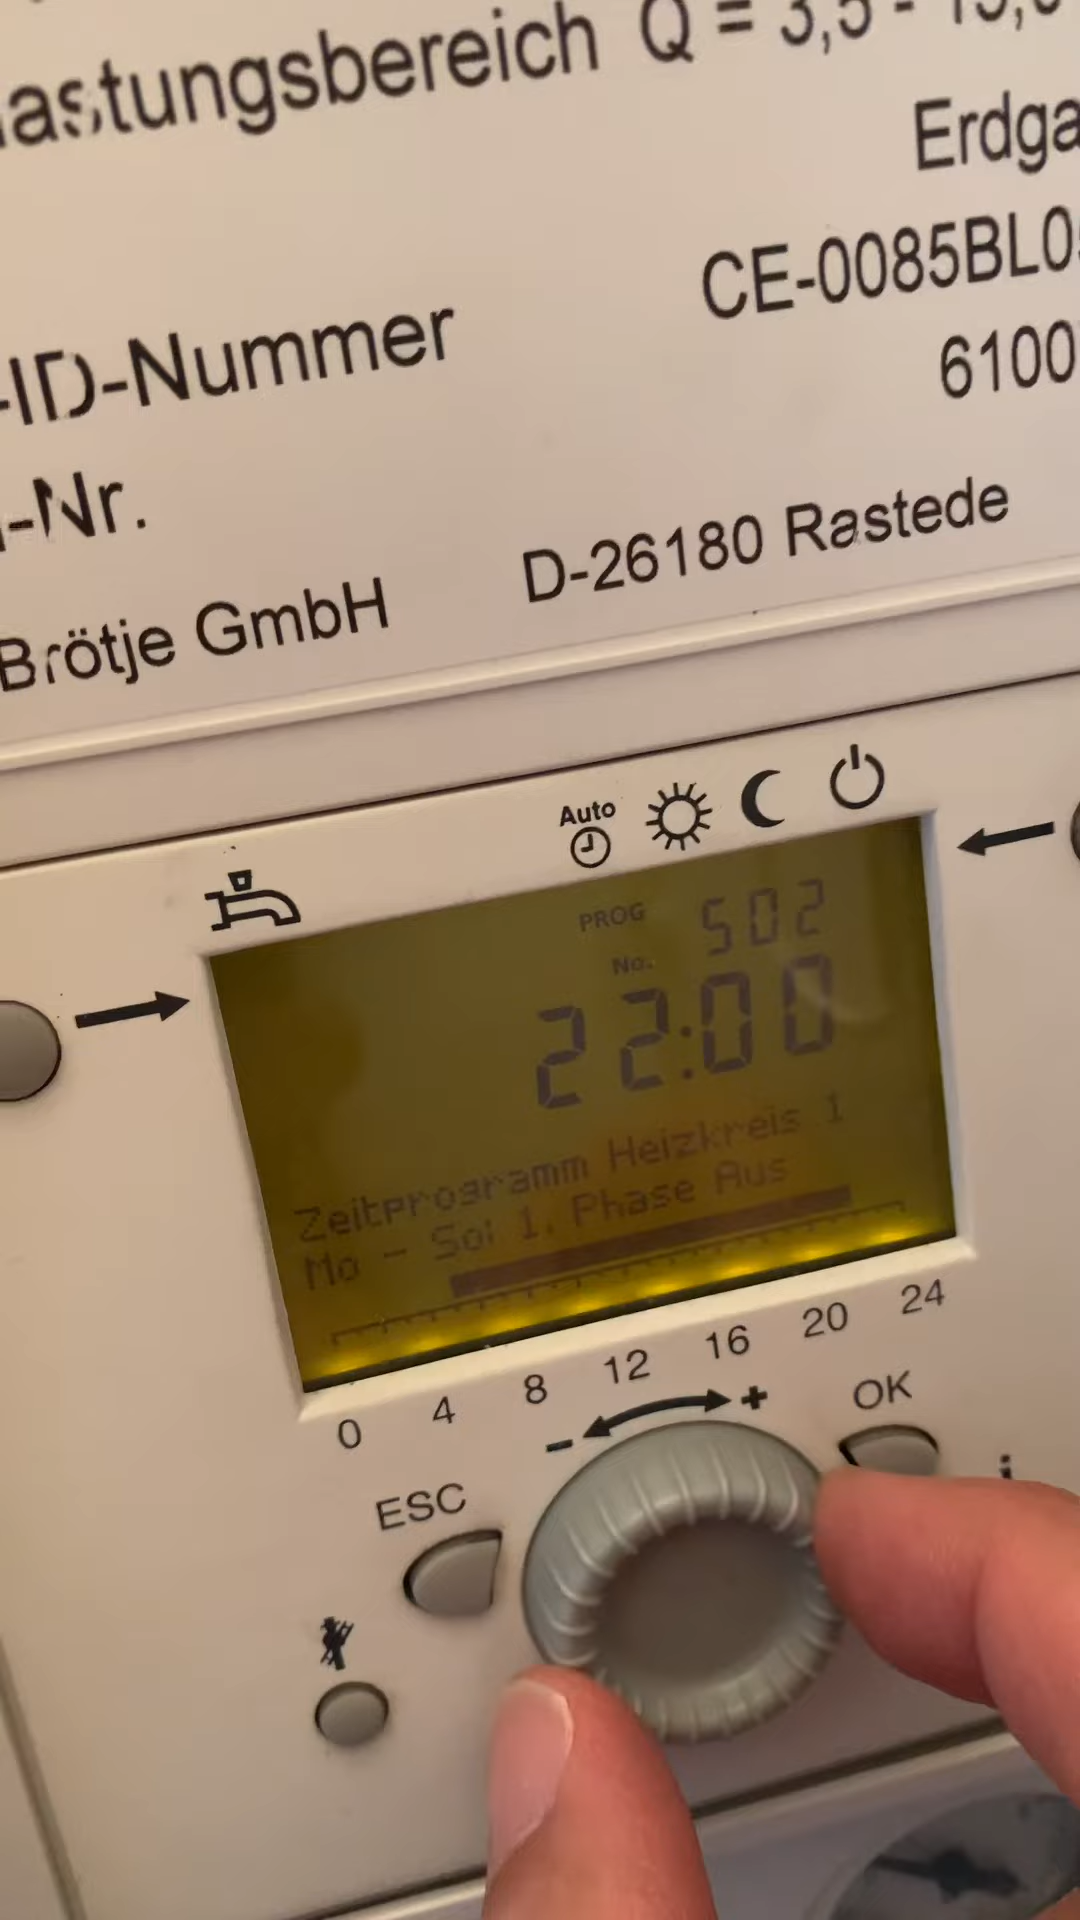 astungsbereich Q = 3,5 - 15,0
Erdga
-ID-Nummer CE-0085BL0
-Nr. 6100
Brötje GmbH D-26180 Rastede
Auto
PROG 502
No.
22:00
Zeitprogramm Heizkreis 1
Mo - So: 1. Phase Aus
0 4 8 12 16 20 24
- +
OK
ESC
i